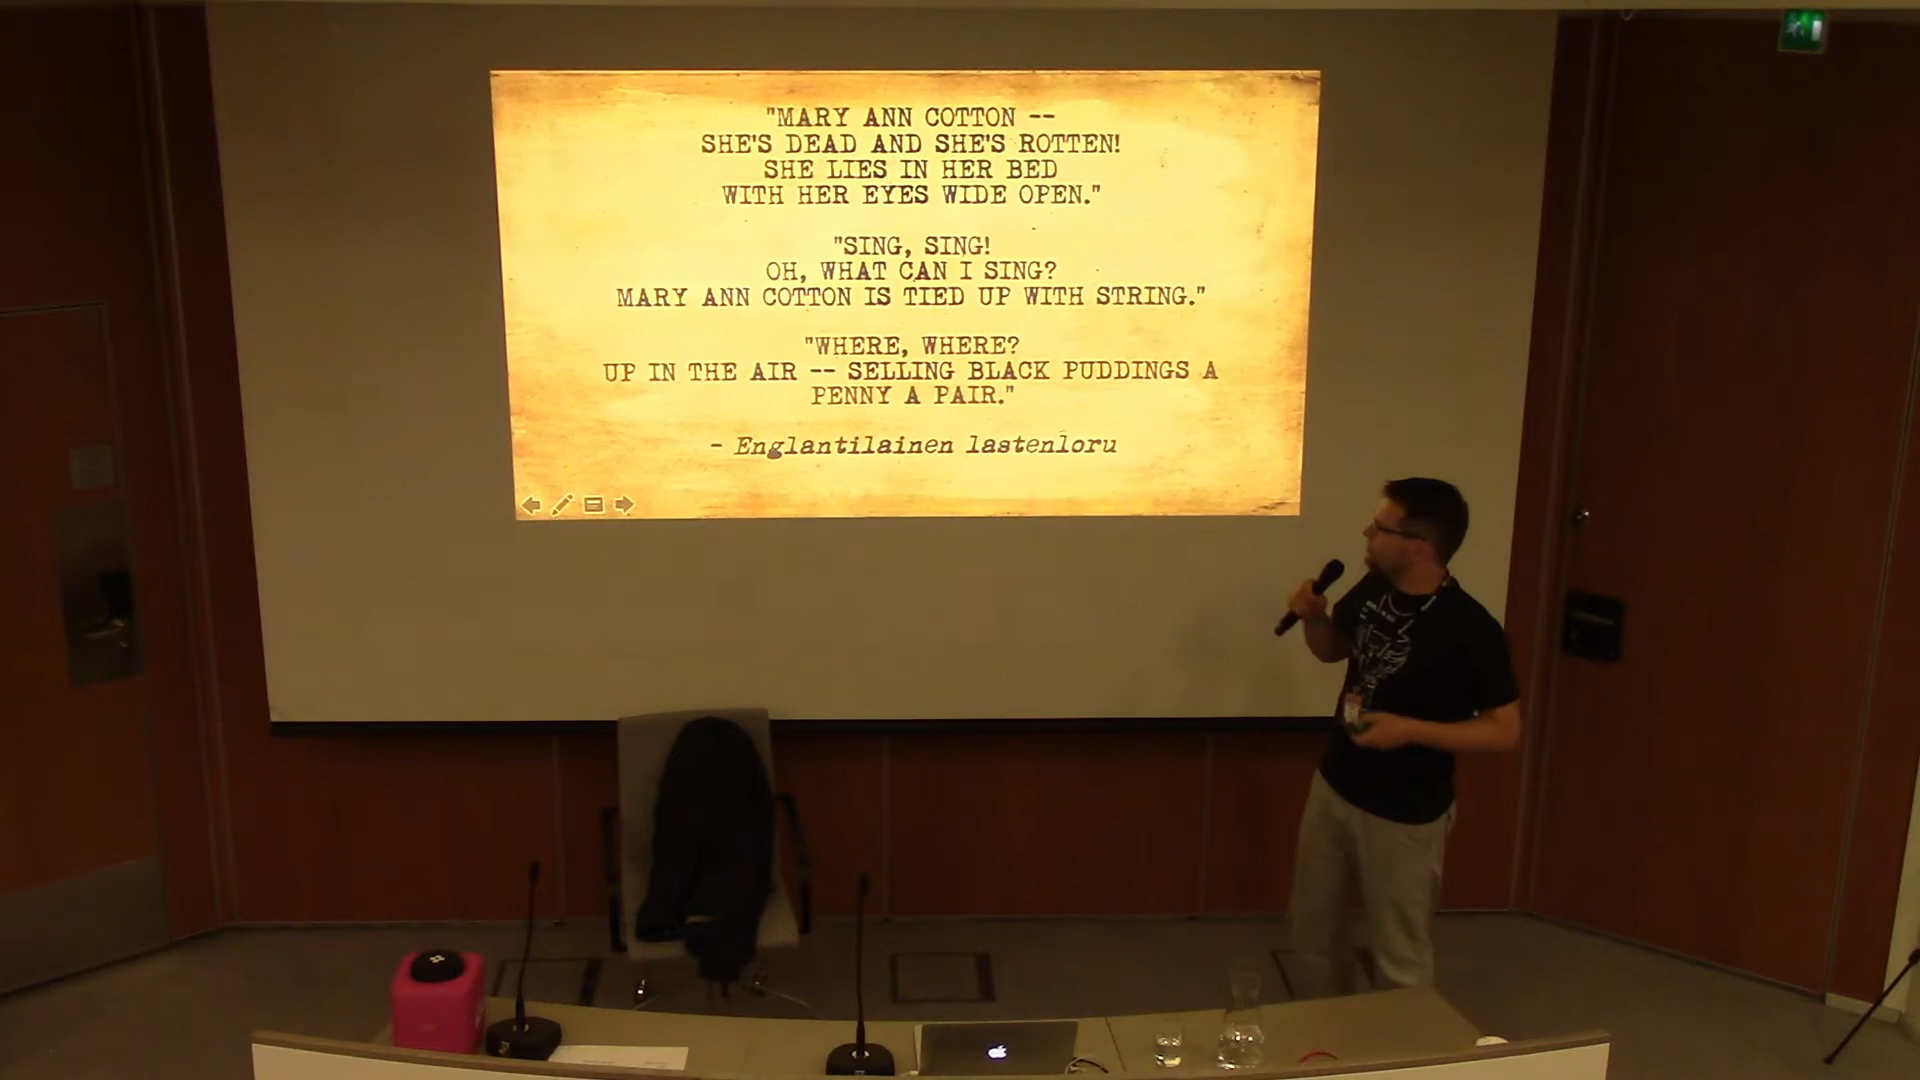 "MARY ANN COTTON --
SHE'S DEAD AND SHE'S ROTTEN!
SHE LIES IN HER BED
WITH HER EYES WIDE OPEN."
"SING, SING!
OH, WHAT CAN I SING?
MARY ANN COTTON IS TIED UP WITH STRING."
"WHERE, WHERE?
UP IN THE AIR -- SELLING BLACK PUDDINGS A
PENNY A PAIR."
- Englantilainen lastenloru